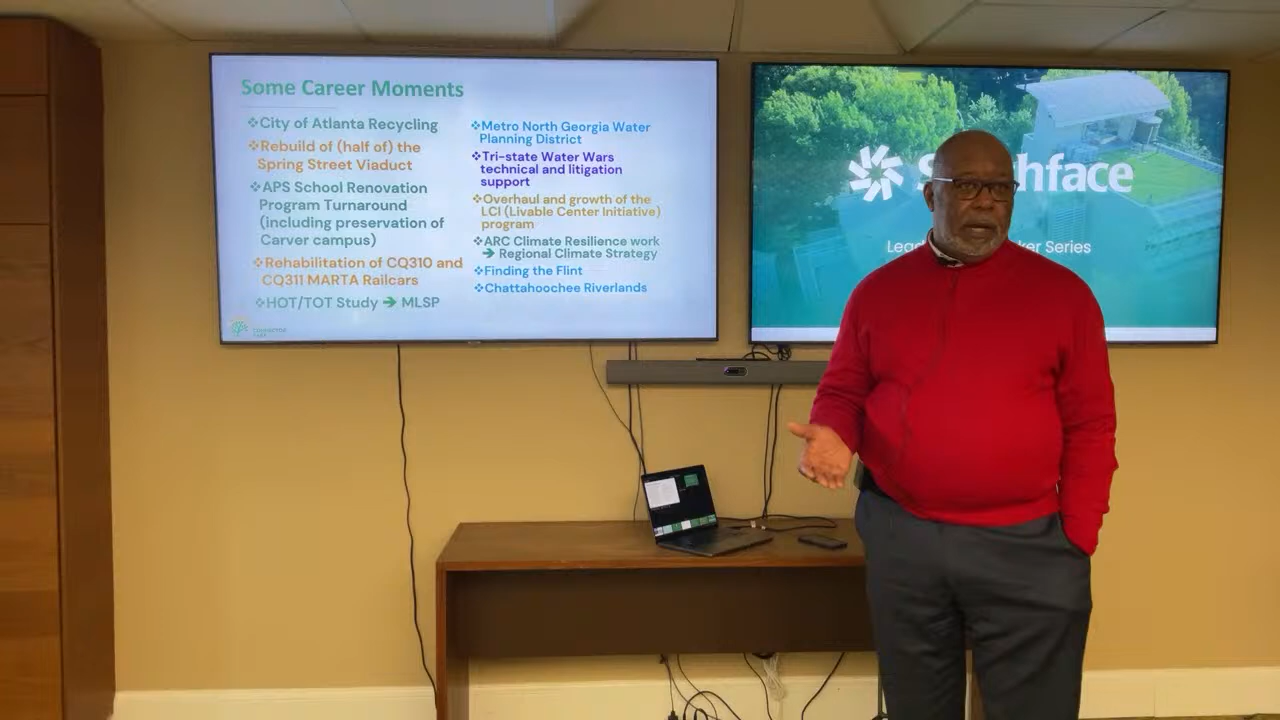 Some Career Moments
❖City of Atlanta Recycling
❖Rebuild of (half of) the
Spring Street Viaduct
❖APS School Renovation
Program Turnaround
(including preservation of
Carver campus)
❖Rehabilitation of CQ310 and
CQ311 MARTA Railcars
❖HOT/TOT Study ➔ MLSP
❖Metro North Georgia Water
Planning District
❖Tri-state Water Wars
technical and litigation
support
❖Overhaul and growth of the
LCI (Livable Center Initiative)
program
❖ARC Climate Resilience work
➔ Regional Climate Strategy
❖Finding the Flint
❖Chattahoochee Riverlands
S thface
Lead ker Series